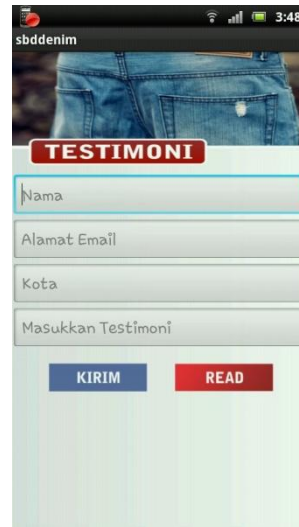 3:48
sbddenim
TESTIMONI
Nama
Alamat Email
Kota
Masukkan Testimoni
KIRIM
READ